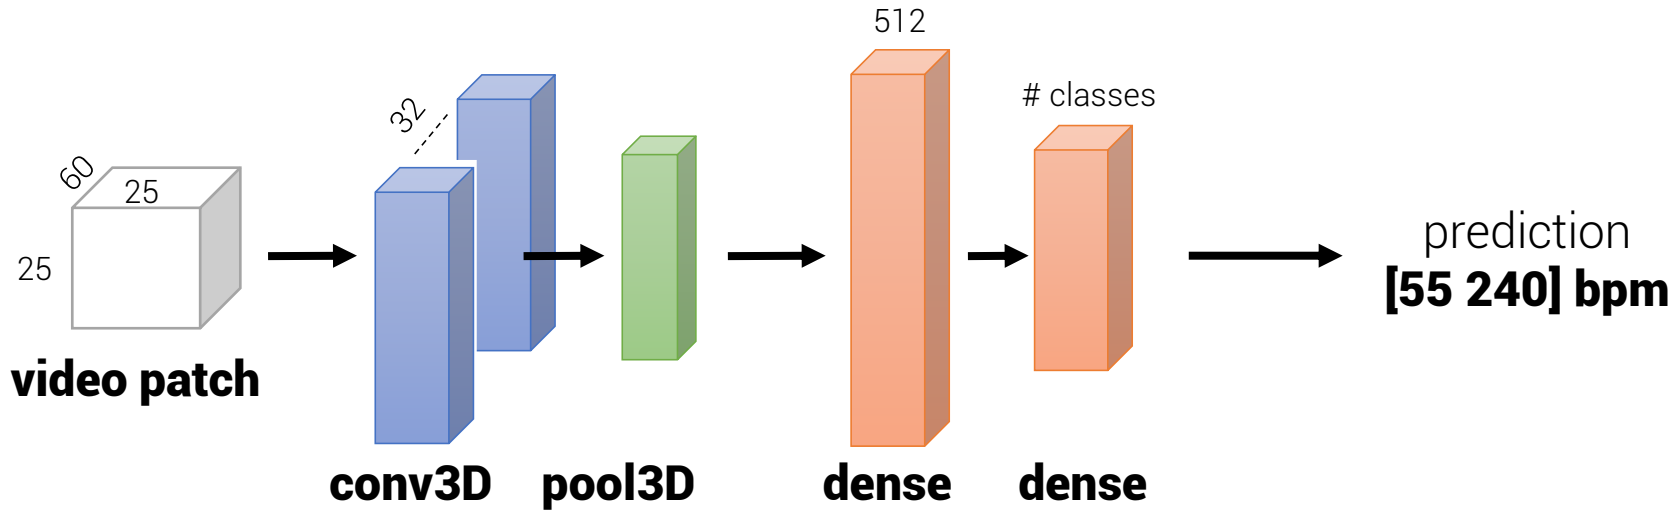 60
25
25
video patch
32
conv3D
pool3D
512
dense
# classes
dense
prediction
[55 240] bpm